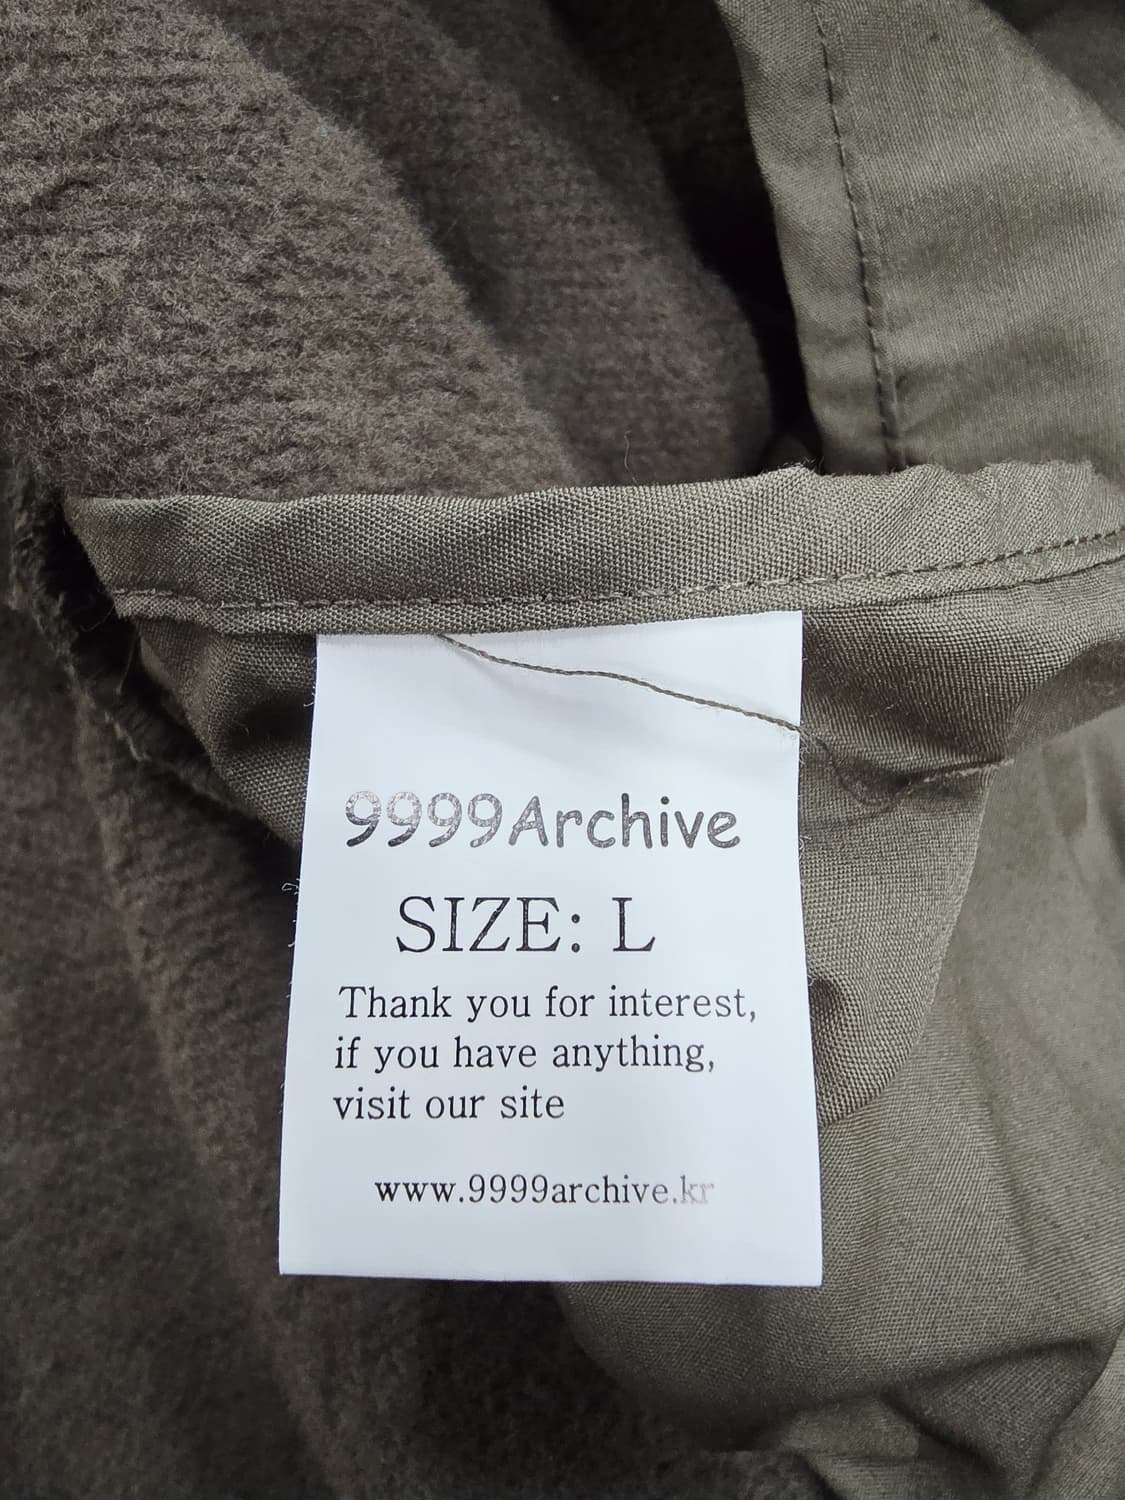 9999Archive
SIZE: L
Thank you for interest,
if you have anything,
visit our site
www.9999archive.kr